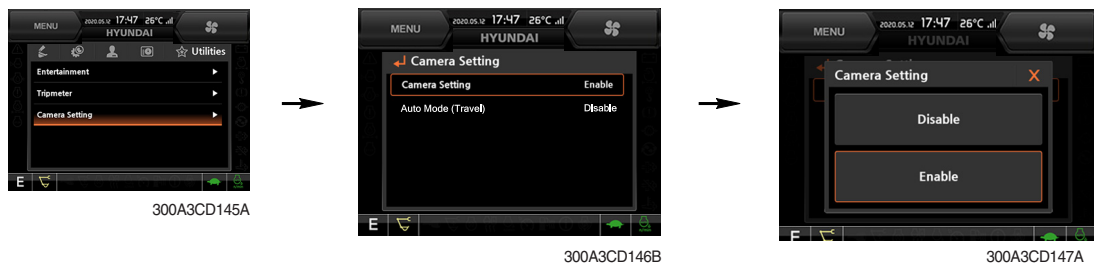 MENU
2020.05.12 17:47 26°C
HYUNDAI
Utilities
Entertainment
Tripmeter
Camera Setting
E
300A3CD145A
MENU
2020.05.12 17:47 26°C
HYUNDAI
Camera Setting
Camera Setting Enable
Auto Mode (Travel) Disable
E
300A3CD146B
MENU
2020.05.12 17:47 26°C
HYUNDAI
Camera Setting X
Disable
Enable
E
300A3CD147A